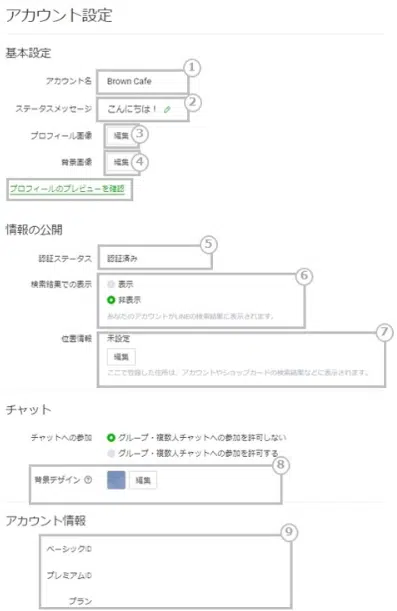 アカウント設定
基本設定
アカウント名 Brown Cafe ①
ステータスメッセージ こんにちは! ②
プロフィール画像 編集 ③
背景画像 編集 ④
プロフィールのプレビューを確認
情報の公開
認証ステータス 認証済み ⑤
検索結果での表示 表示 ⑥
非表示
あなたのアカウントがLINEの検索結果に表示されます。
位置情報 未設定 ⑦
編集
ここで登録した住所は、アカウントやショップカードの検索結果などに表示されます。
チャット
チャットへの参加 グループ・複数人チャットへの参加を許可しない
グループ・複数人チャットへの参加を許可する
背景デザイン ? 編集 ⑧
アカウント情報
⑨
ベーシックID
プレミアムID
プラン